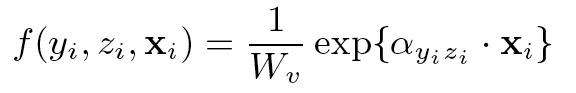 f(y_i, z_i, \mathbf{x}_i) = \frac{1}{W_v} \exp\{\alpha_{y_i z_i} \cdot \mathbf{x}_i\}